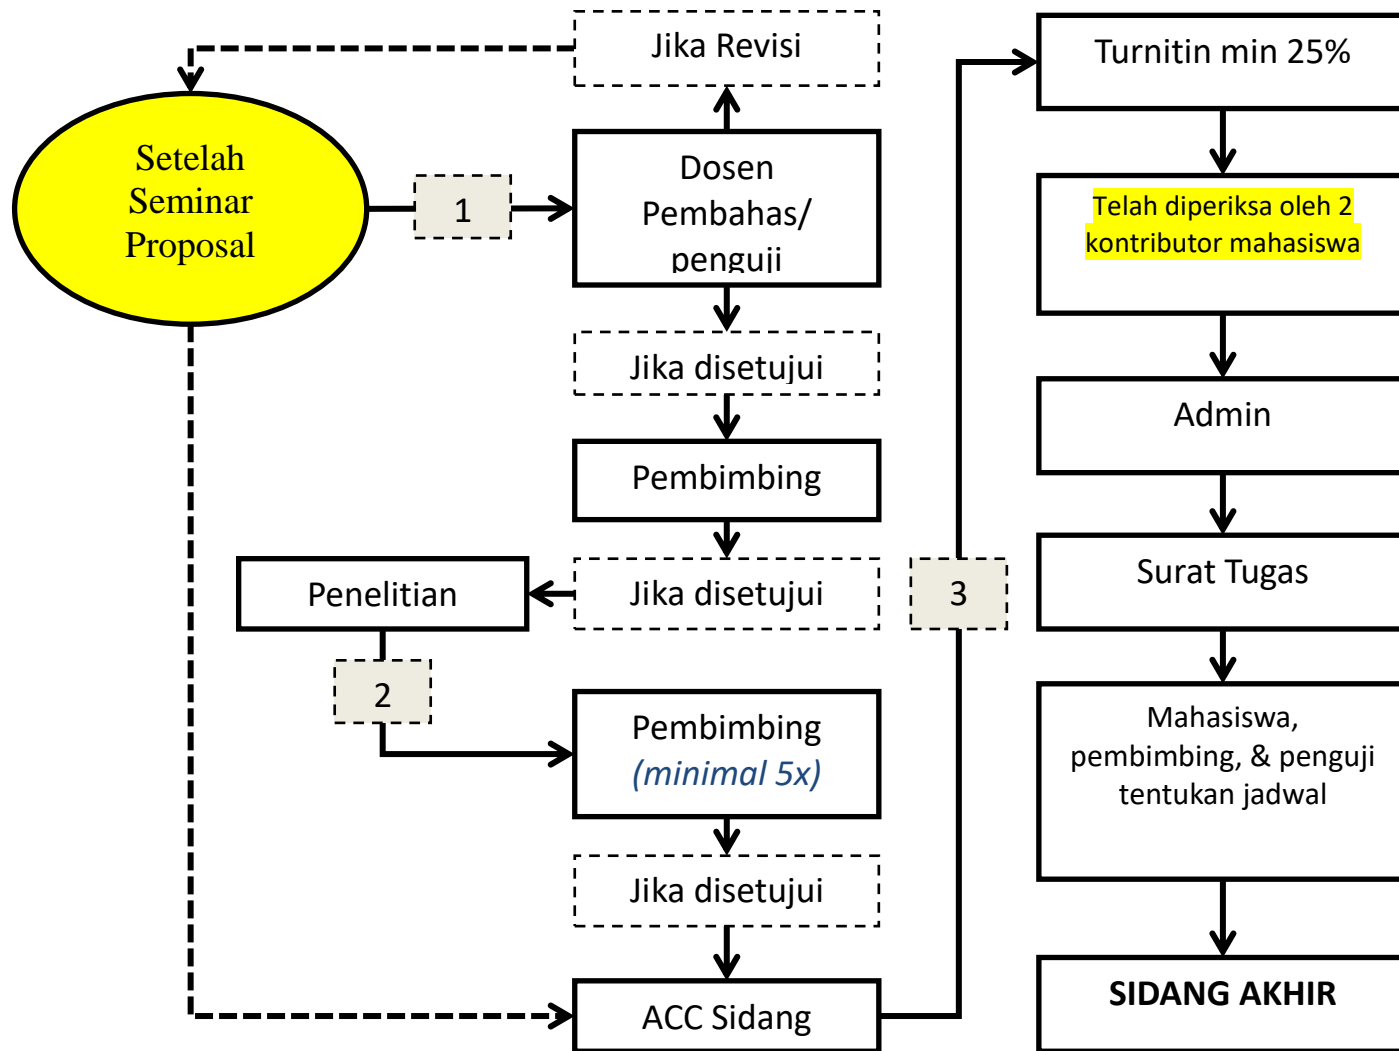 Jika Revisi
Setelah
Seminar
Proposal
1
Dosen
Pembahas/
penguji
Jika disetujui
Pembimbing
Jika disetujui
Penelitian
2
Pembimbing
(minimal 5x)
Jika disetujui
ACC Sidang
3
Turnitin min 25%
Telah diperiksa oleh 2
kontributor mahasiswa
Admin
Surat Tugas
Mahasiswa,
pembimbing, & penguji
tentukan jadwal
SIDANG AKHIR